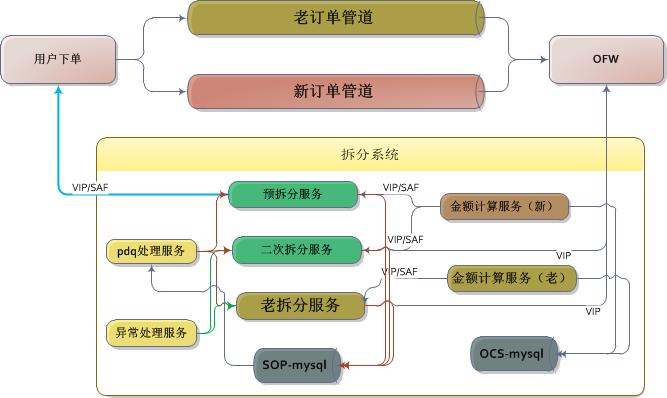 老订单管道
用户下单
OFW
新订单管道
拆分系统
VIP/SAF
预拆分服务
VIP/SAF
金额计算服务（新）
pdq处理服务
二次拆分服务
VIP/SAF
VIP
VIP/SAF
金额计算服务（老）
老拆分服务
VIP
异常处理服务
SOP-mysql
OCS-mysql